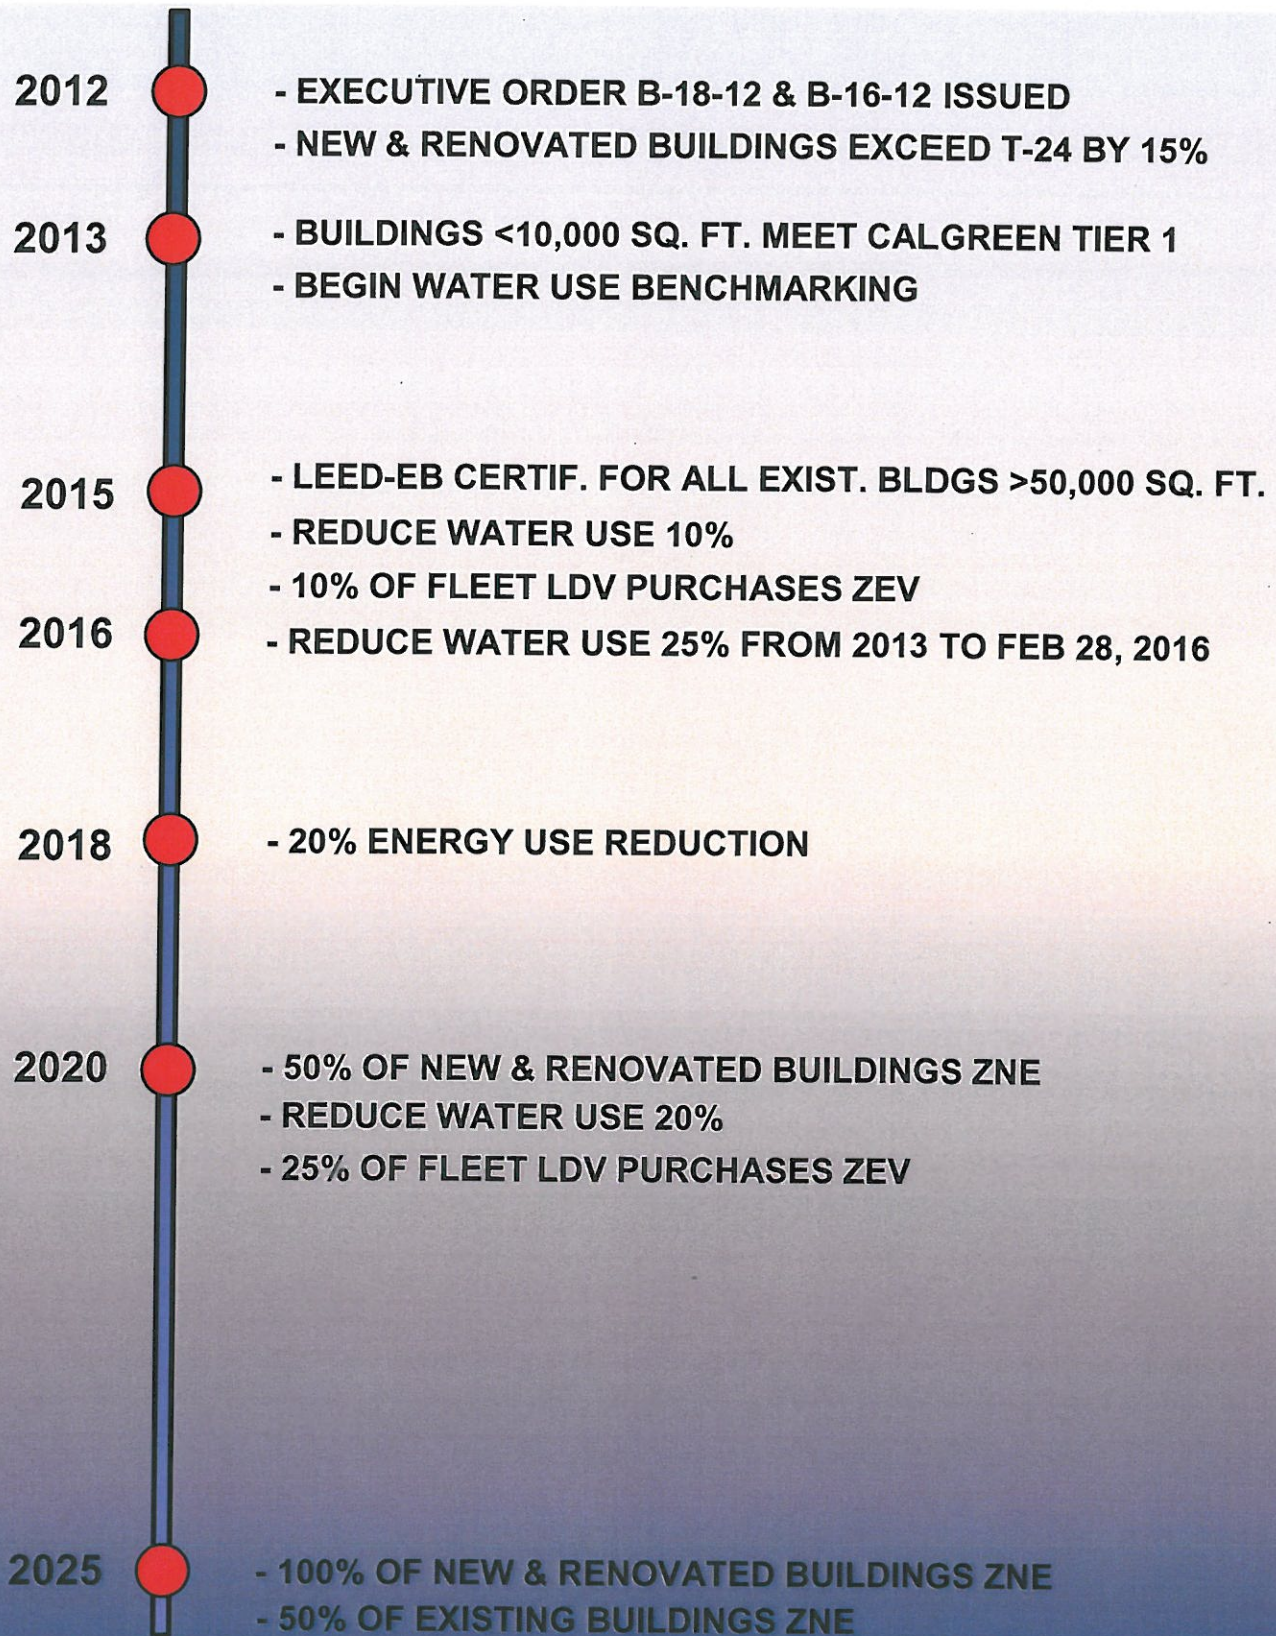 2012
- EXECUTIVE ORDER B-18-12 & B-16-12 ISSUED
- NEW & RENOVATED BUILDINGS EXCEED T-24 BY 15%
2013
- BUILDINGS <10,000 SQ. FT. MEET CALGREEN TIER 1
- BEGIN WATER USE BENCHMARKING
2015
- LEED-EB CERTIF. FOR ALL EXIST. BLDGS >50,000 SQ. FT.
- REDUCE WATER USE 10%
- 10% OF FLEET LDV PURCHASES ZEV
2016
- REDUCE WATER USE 25% FROM 2013 TO FEB 28, 2016
2018
- 20% ENERGY USE REDUCTION
2020
- 50% OF NEW & RENOVATED BUILDINGS ZNE
- REDUCE WATER USE 20%
- 25% OF FLEET LDV PURCHASES ZEV
2025
- 100% OF NEW & RENOVATED BUILDINGS ZNE
- 50% OF EXISTING BUILDINGS ZNE